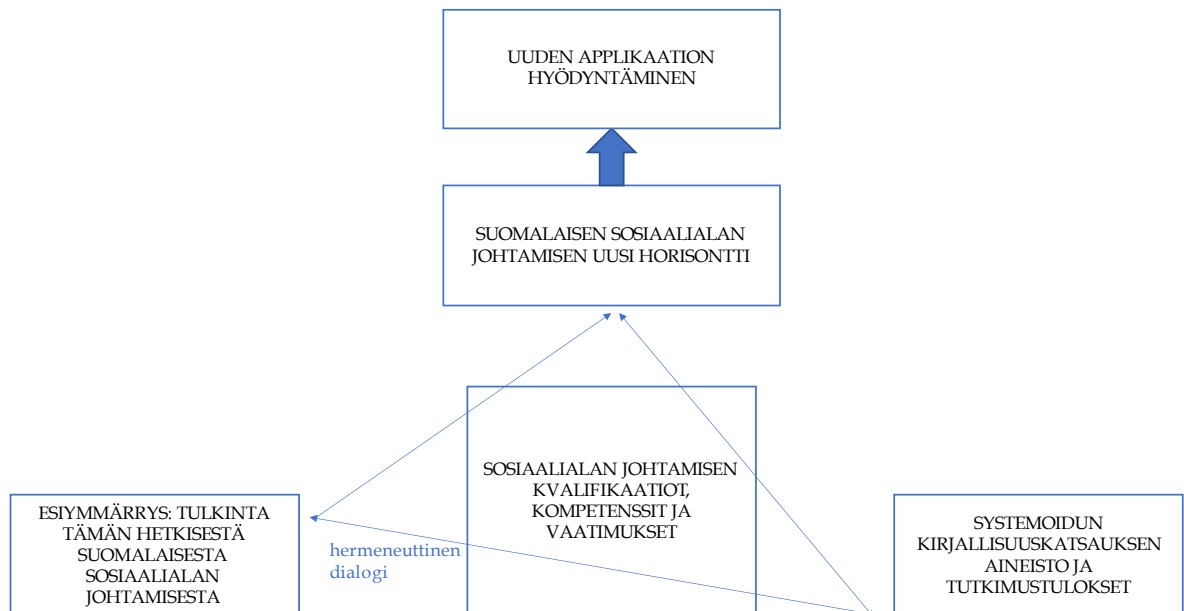 UUDEN APPLIKAATION
HYÖDYNTÄMINEN
SUOMALAISEN SOSIAALIALAN
JOHTAMISEN UUSI HORISONTTI
SOSIAALIALAN JOHTAMISEN
KVALIFIKAATIOT,
KOMPETENSSIT JA
VAATIMUKSET
ESIYMMÄRRYS: TULKINTA
TÄMÄN HETKISESTÄ
SUOMALAISESTA
SOSIAALIALAN
JOHTAMISESTA
hermeneuttinen
dialogi
SYSTEMOIDUN
KIRJALLISUUSKATSAUKSEN
AINEISTO JA
TUTKIMUSTULOKSET